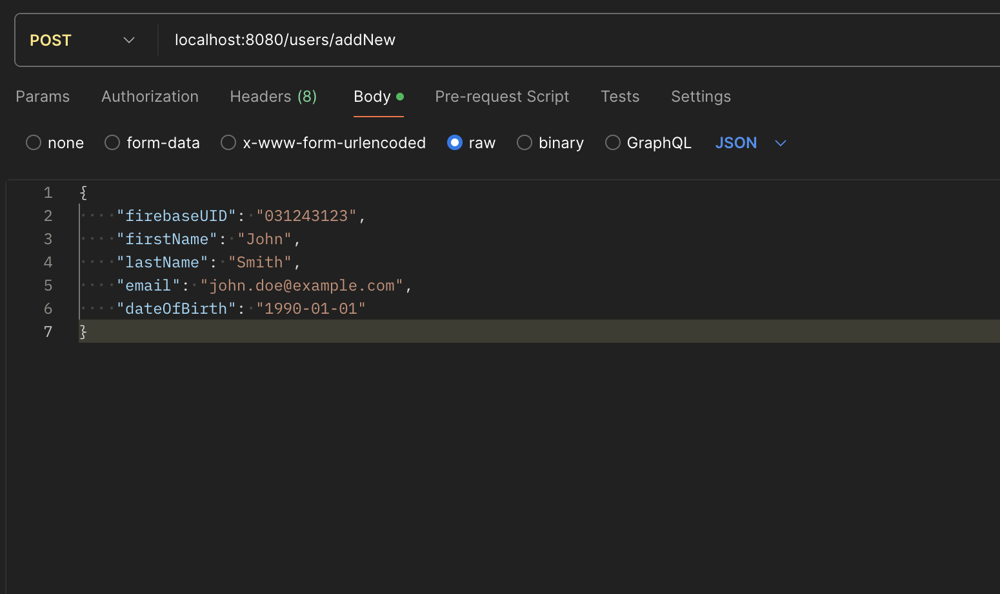 POST localhost:8080/users/addNew
Params Authorization Headers (8) Body Pre-request Script Tests Settings
none form-data x-www-form-urlencoded raw binary GraphQL JSON
1 {
2 "firebaseUID": "031243123",
3 "firstName": "John",
4 "lastName": "Smith",
5 "email": "john.doe@example.com",
6 "dateOfBirth": "1990-01-01"
7 }